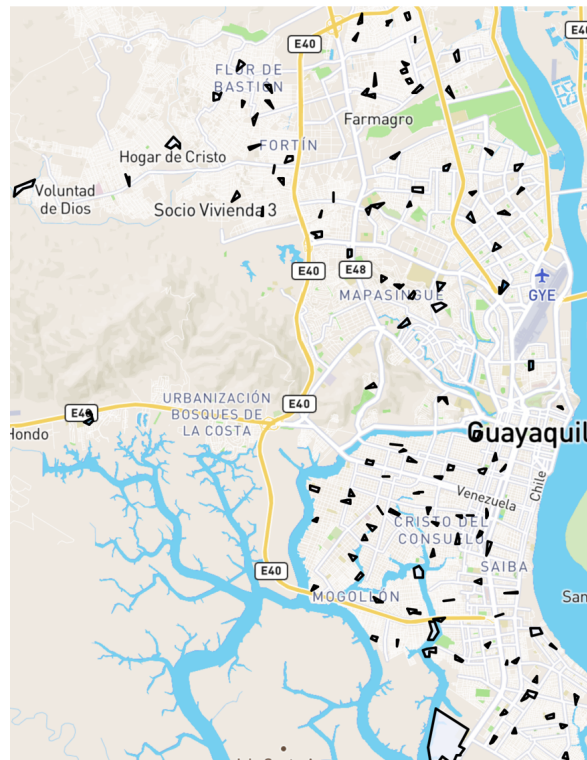 E40
FLOR DE
BASTIÓN
Farmagro
FORTÍN
Hogar de Cristo
Voluntad
de Dios
Socio Vivienda 3
E40
E48
MAPASINGUE
GYE
URBANIZACIÓN
BOSQUES DE
LA COSTA
E40
E40
Hondo
Guayaquil
Chile
Venezuela
CRISTO DEL
CONSUELO
SAIBA
E40
MOGOLLÓN
San